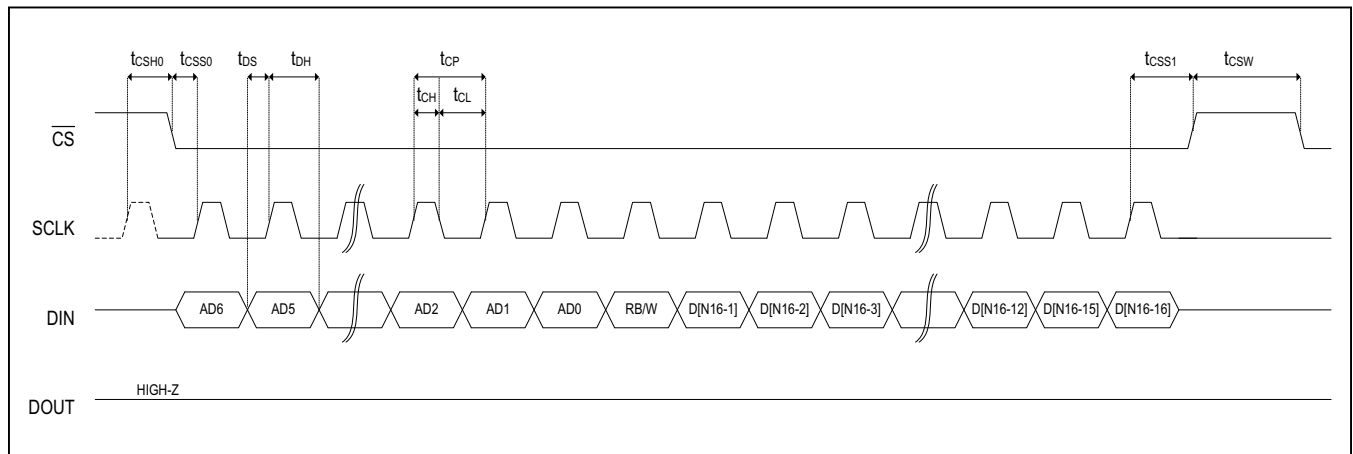 tCSH0 tCSS0 tDS tDH tCP tCSS1 tCSW
tCH tCL
CS
SCLK
DIN AD6 AD5 AD2 AD1 AD0 RB/W D[N16-1] D[N16-2] D[N16-3] D[N16-12] D[N16-15] D[N16-16]
HIGH-Z
DOUT